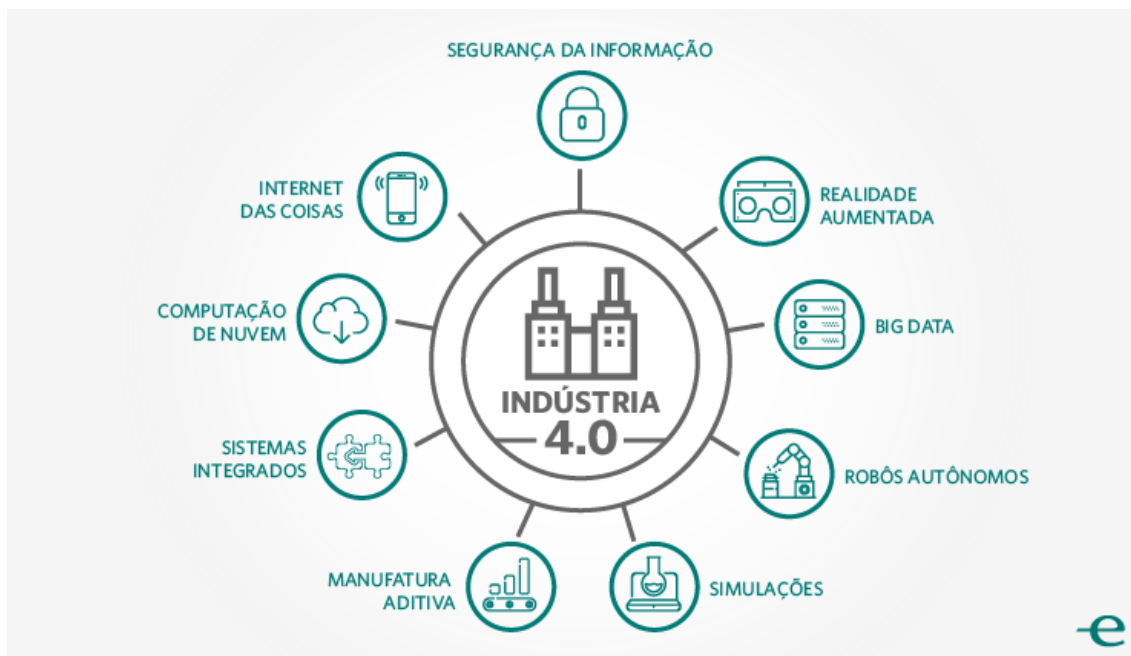 SEGURANÇA DA INFORMAÇÃO
REALIDADE
AUMENTADA
BIG DATA
ROBÔS AUTÔNOMOS
SIMULAÇÕES
MANUFATURA
ADITIVA
SISTEMAS
INTEGRADOS
COMPUTAÇÃO
DE NUVEM
INTERNET
DAS COISAS
INDÚSTRIA
4.0
e